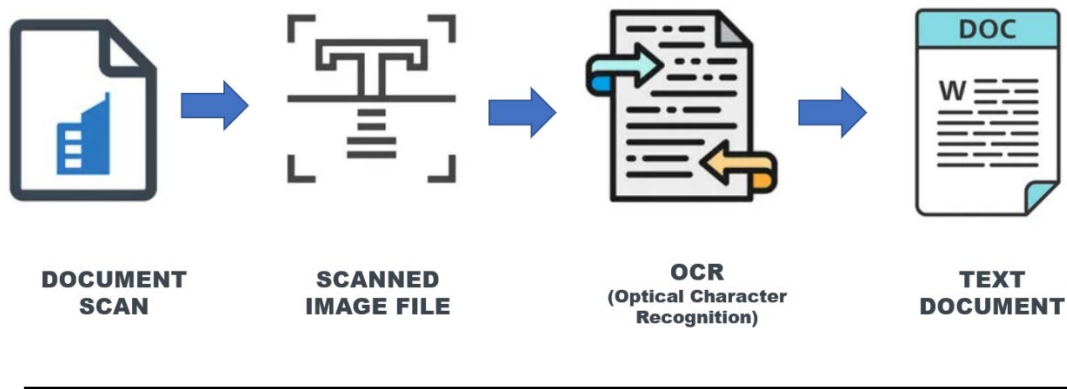 DOC
W
DOCUMENT
SCAN
SCANNED
IMAGE FILE
OCR
(Optical Character
Recognition)
TEXT
DOCUMENT